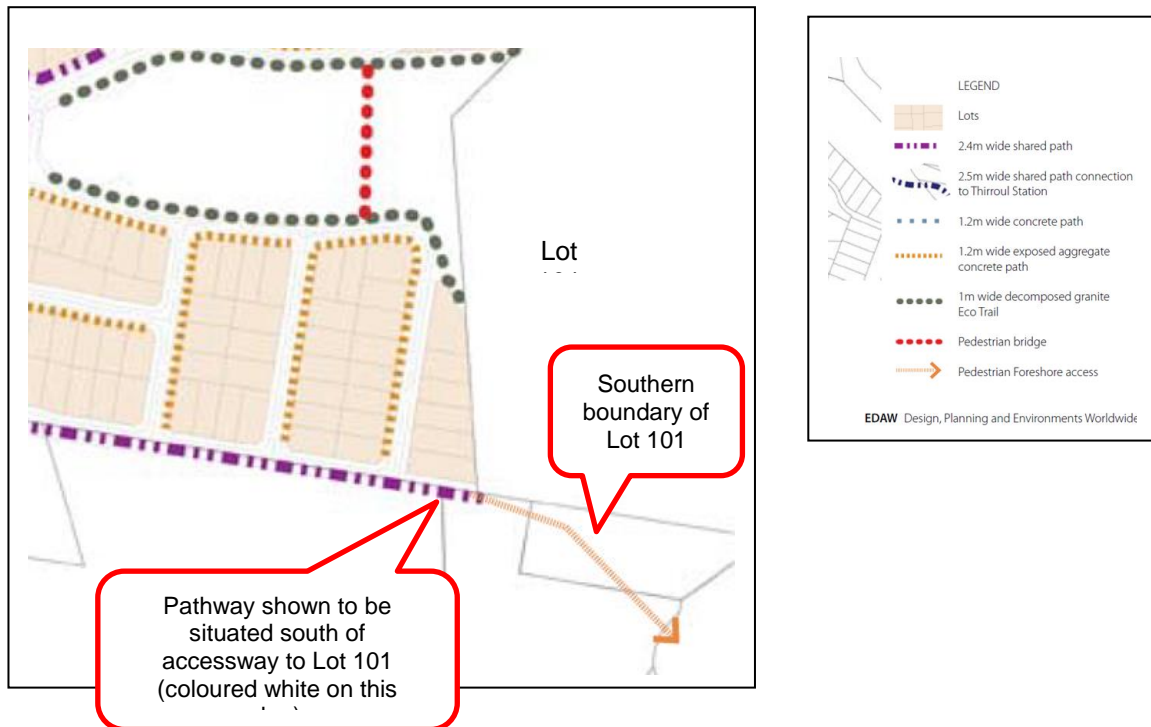 Lot
Southern
boundary of
Lot 101
Pathway shown to be
situated south of
accessway to Lot 101
(coloured white on this
LEGEND
Lots
2.4m wide shared path
2.5m wide shared path connection
to Thirroul Station
1.2m wide concrete path
1.2m wide exposed aggregate
concrete path
1m wide decomposed granite
Eco Trail
Pedestrian bridge
Pedestrian Foreshore access
EDAW Design, Planning and Environments Worldwide